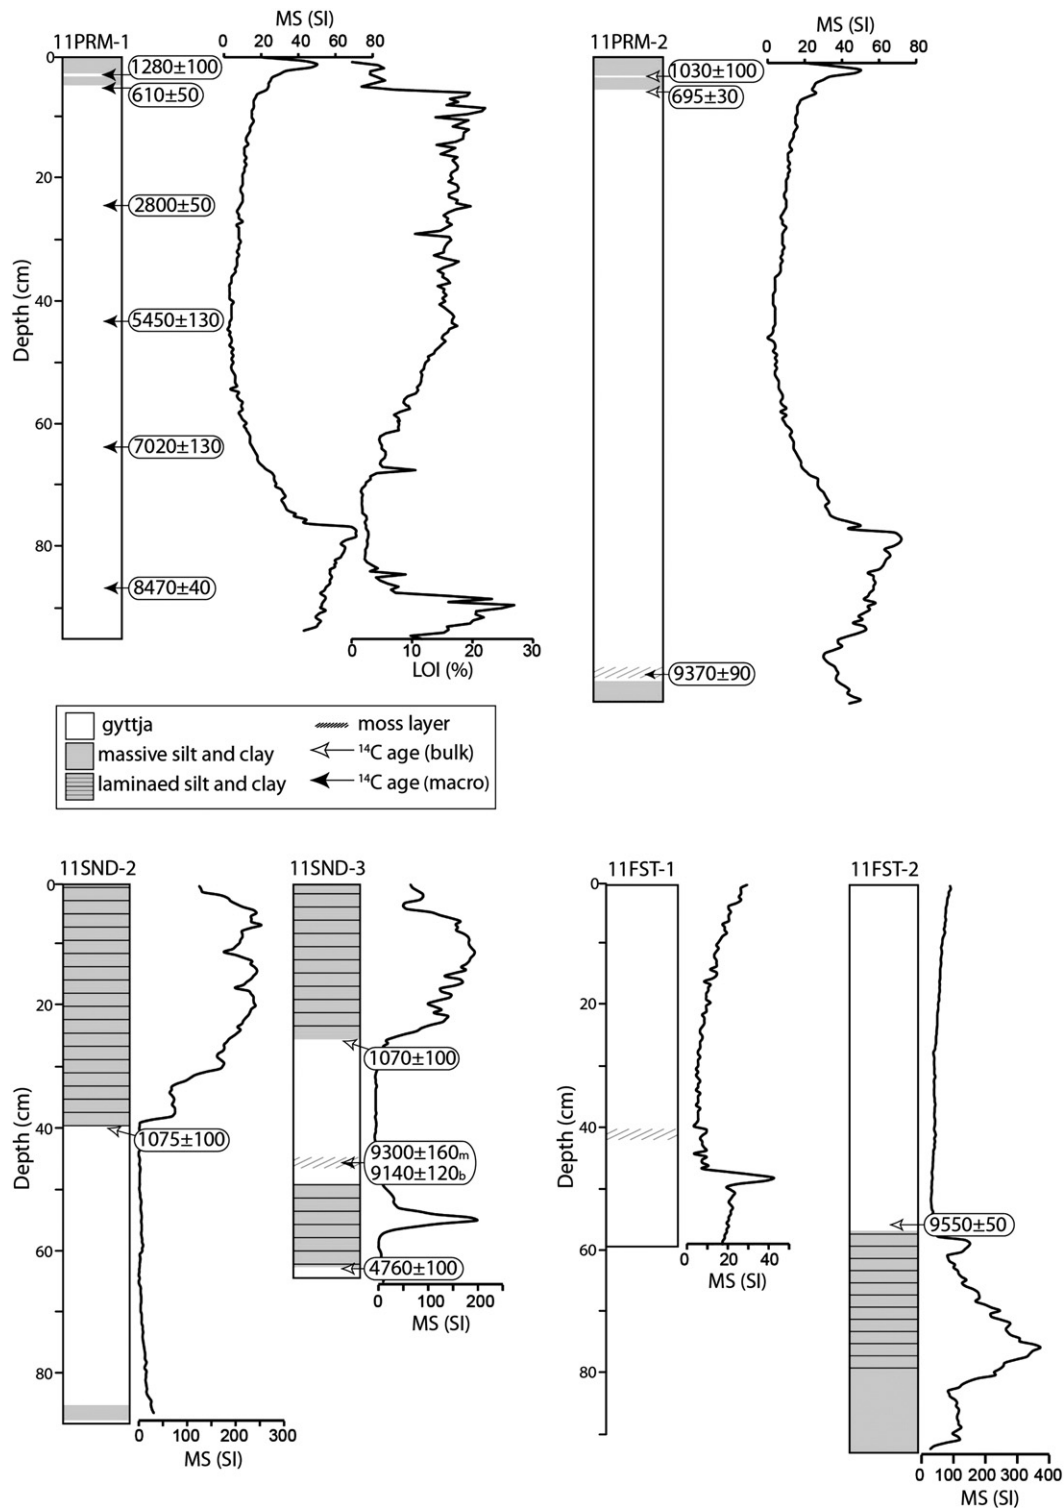 11PRM-1
MS (SI)
0 20 40 60 80
0
20
40
60
80
Depth (cm)
1280±100
610±50
2800±50
5450±130
7020±130
8470±40
0 10 20 30
LOI (%)
11PRM-2
MS (SI)
0 20 40 60 80
1030±100
695±30
9370±90
gyttja
massive silt and clay
laminaed silt and clay
moss layer
¹⁴C age (bulk)
¹⁴C age (macro)
11SND-2
0
20
40
60
80
Depth (cm)
1075±100
0 100 200 300
MS (SI)
11SND-3
1070±100
9300±160m
9140±120b
4760±100
0 100 200
MS (SI)
11FST-1
0
20
40
60
80
Depth (cm)
0 20 40
MS (SI)
11FST-2
9550±50
0 100 200 300 400
MS (SI)